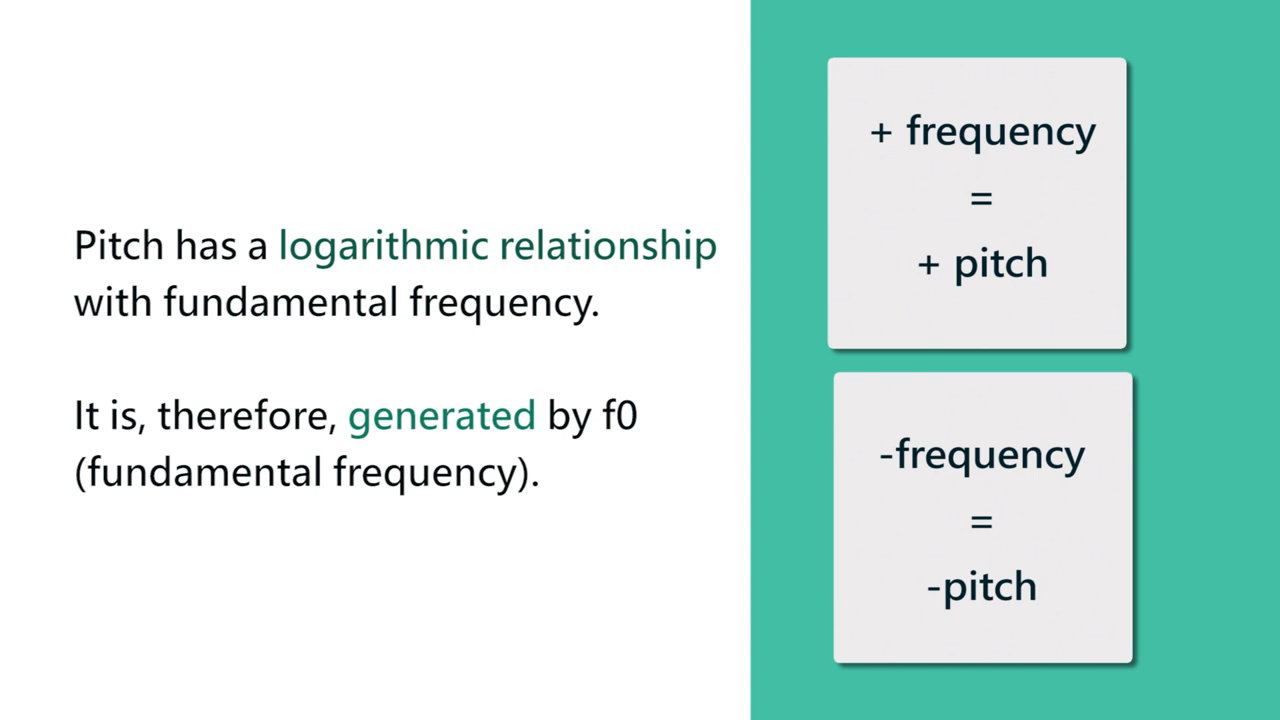 Pitch has a logarithmic relationship
with fundamental frequency.
It is, therefore, generated by f0
(fundamental frequency).
+ frequency
=
+ pitch
-frequency
=
-pitch